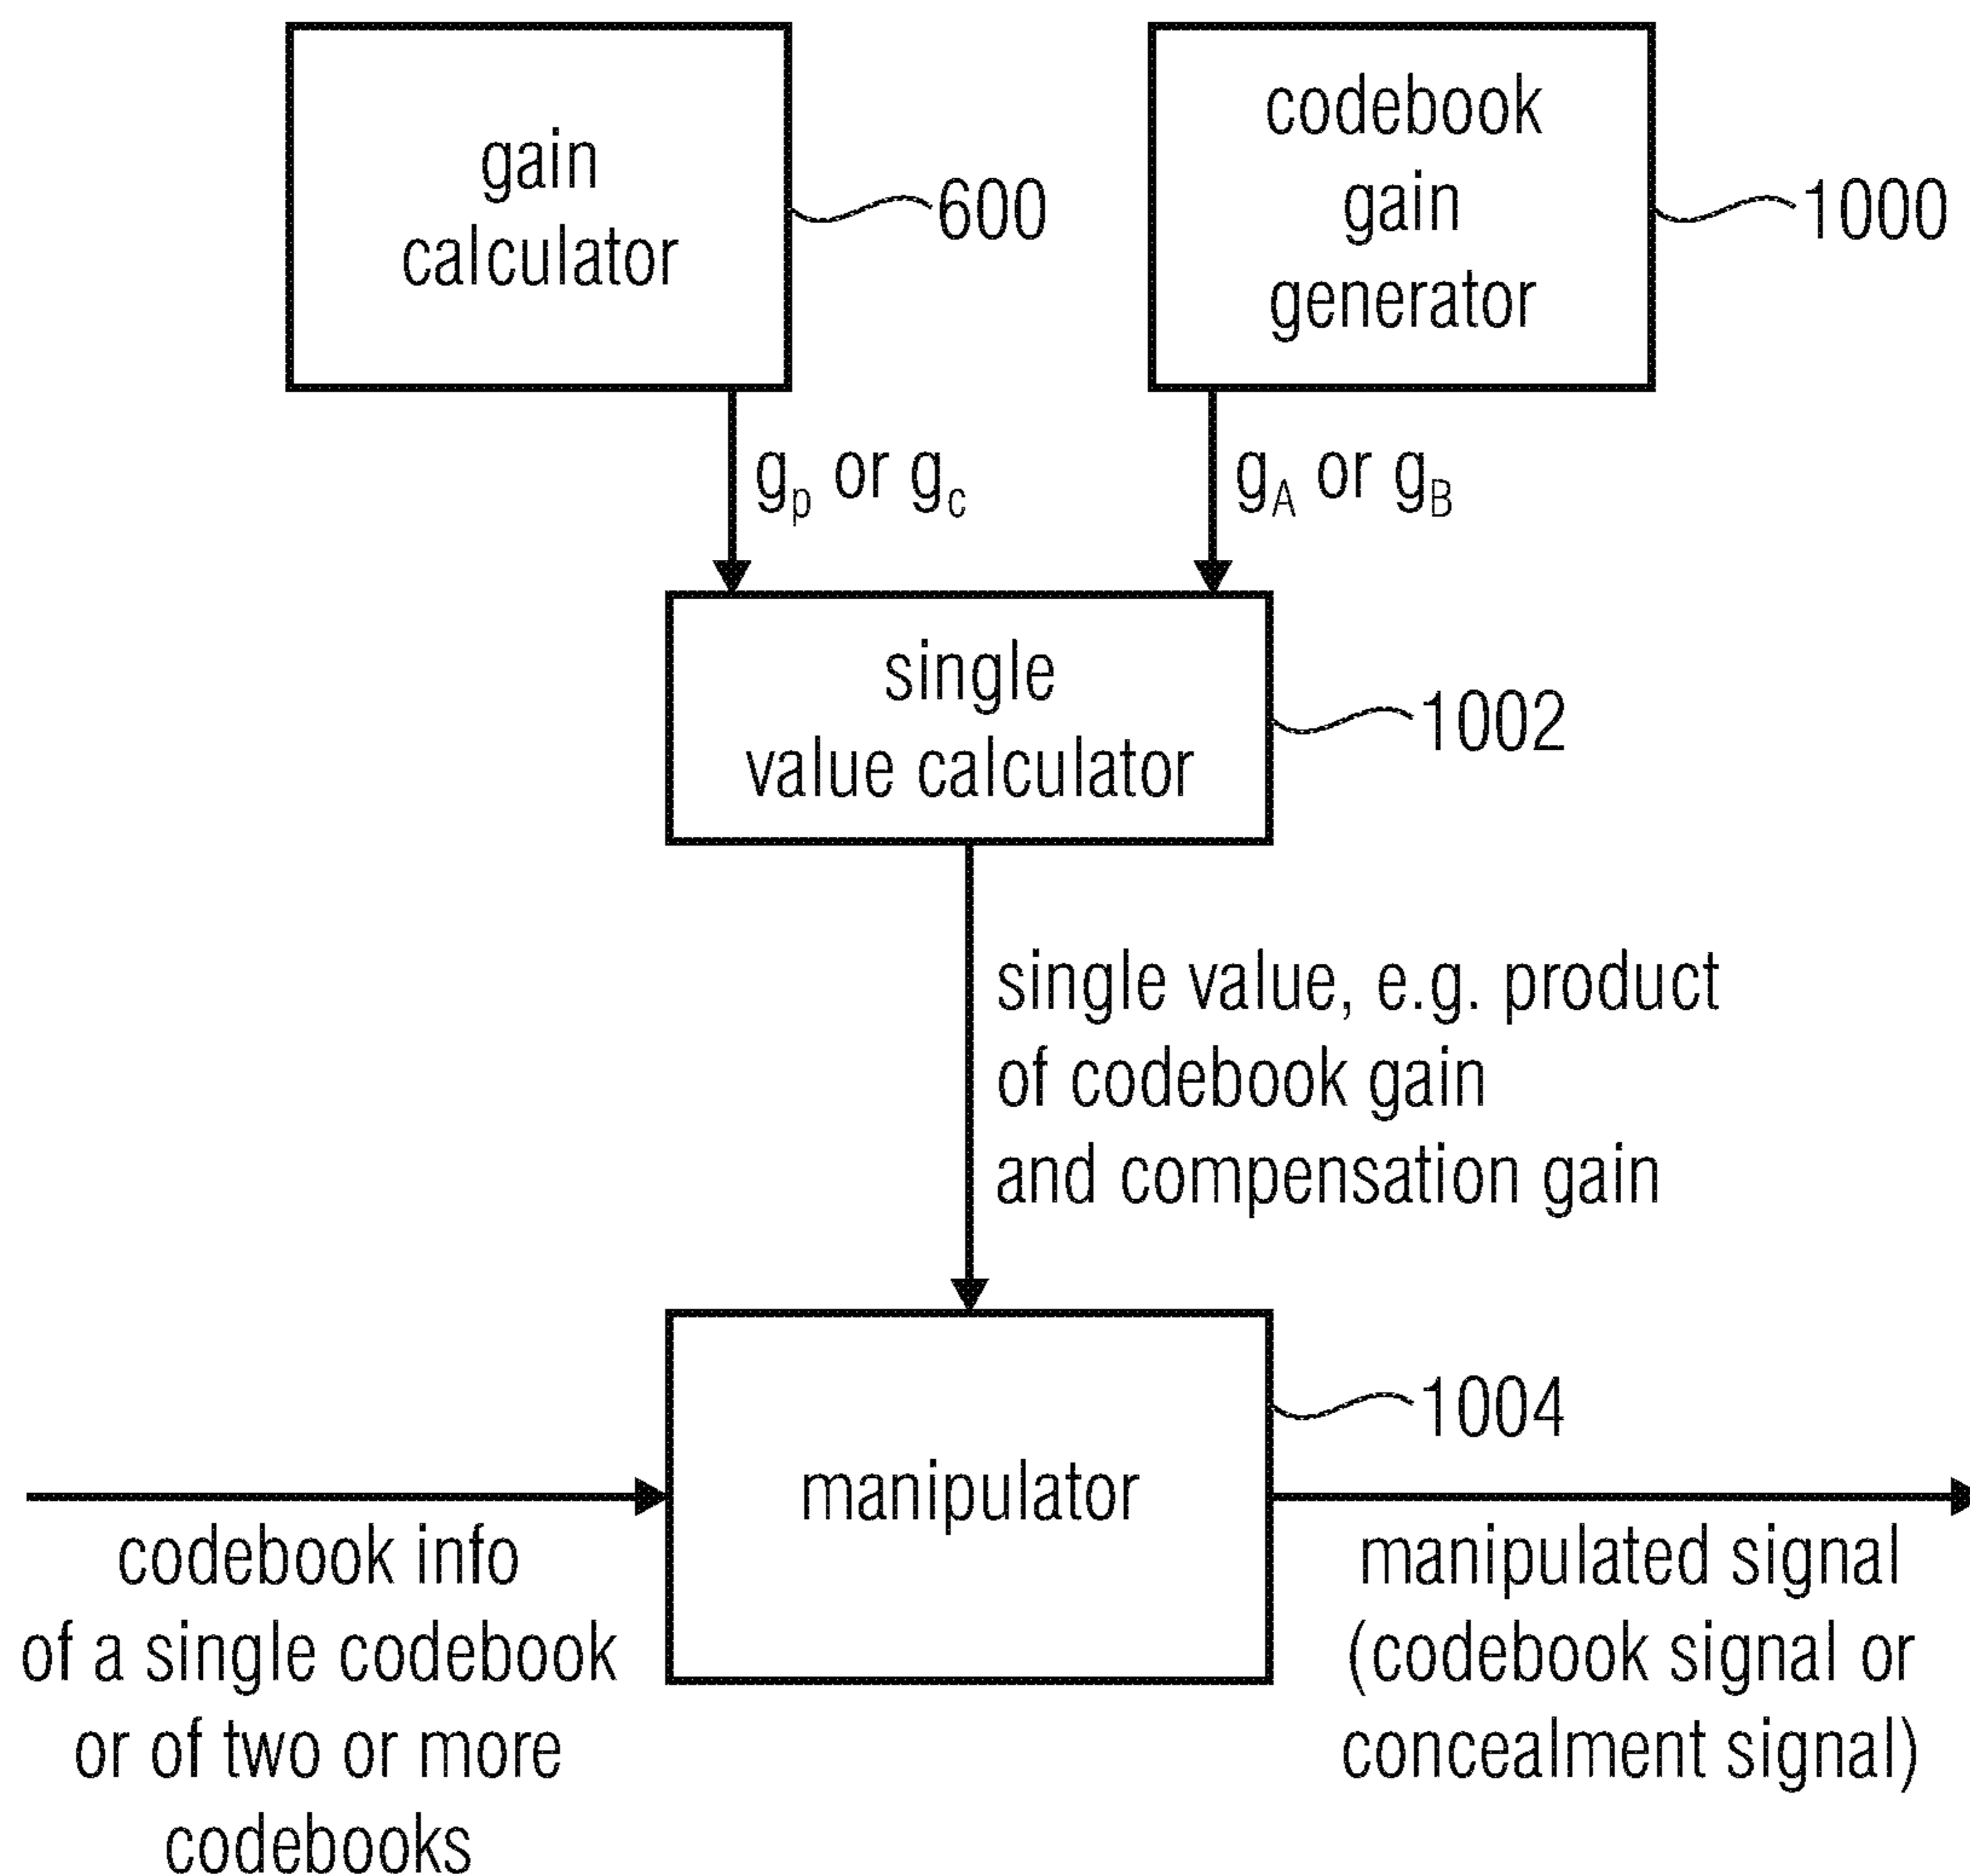 gain
calculator
600
codebook
gain
generator
1000
gp or gc
gA or gB
single
value calculator
1002
single value, e.g. product
of codebook gain
and compensation gain
manipulator
1004
codebook info
of a single codebook
or of two or more
codebooks
manipulated signal
(codebook signal or
concealment signal)